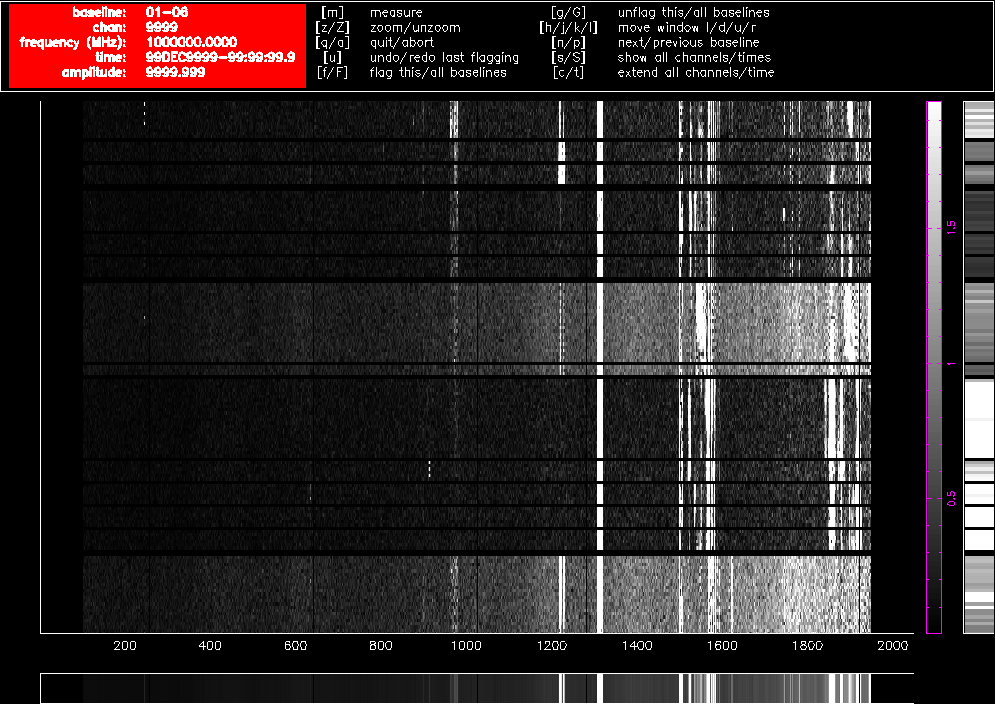 baseline: 01-06 [m] measure [g/G] unflag this/all baselines
chan: 9999 [z/Z] zoom/unzoom [h/j/k/l] move window l/d/u/r
frequency (MHz): 1000000.0000 [q/a] quit/abort [n/p] next/previous baseline
time: 99DEC9999-99:99:99.9 [u] undo/redo last flagging [s/S] show all channels/times
amplitude: 9999.999 [f/F] flag this/all baselines [c/t] extend all channels/time
1.5
1
0.5
200 400 600 800 1000 1200 1400 1600 1800 2000